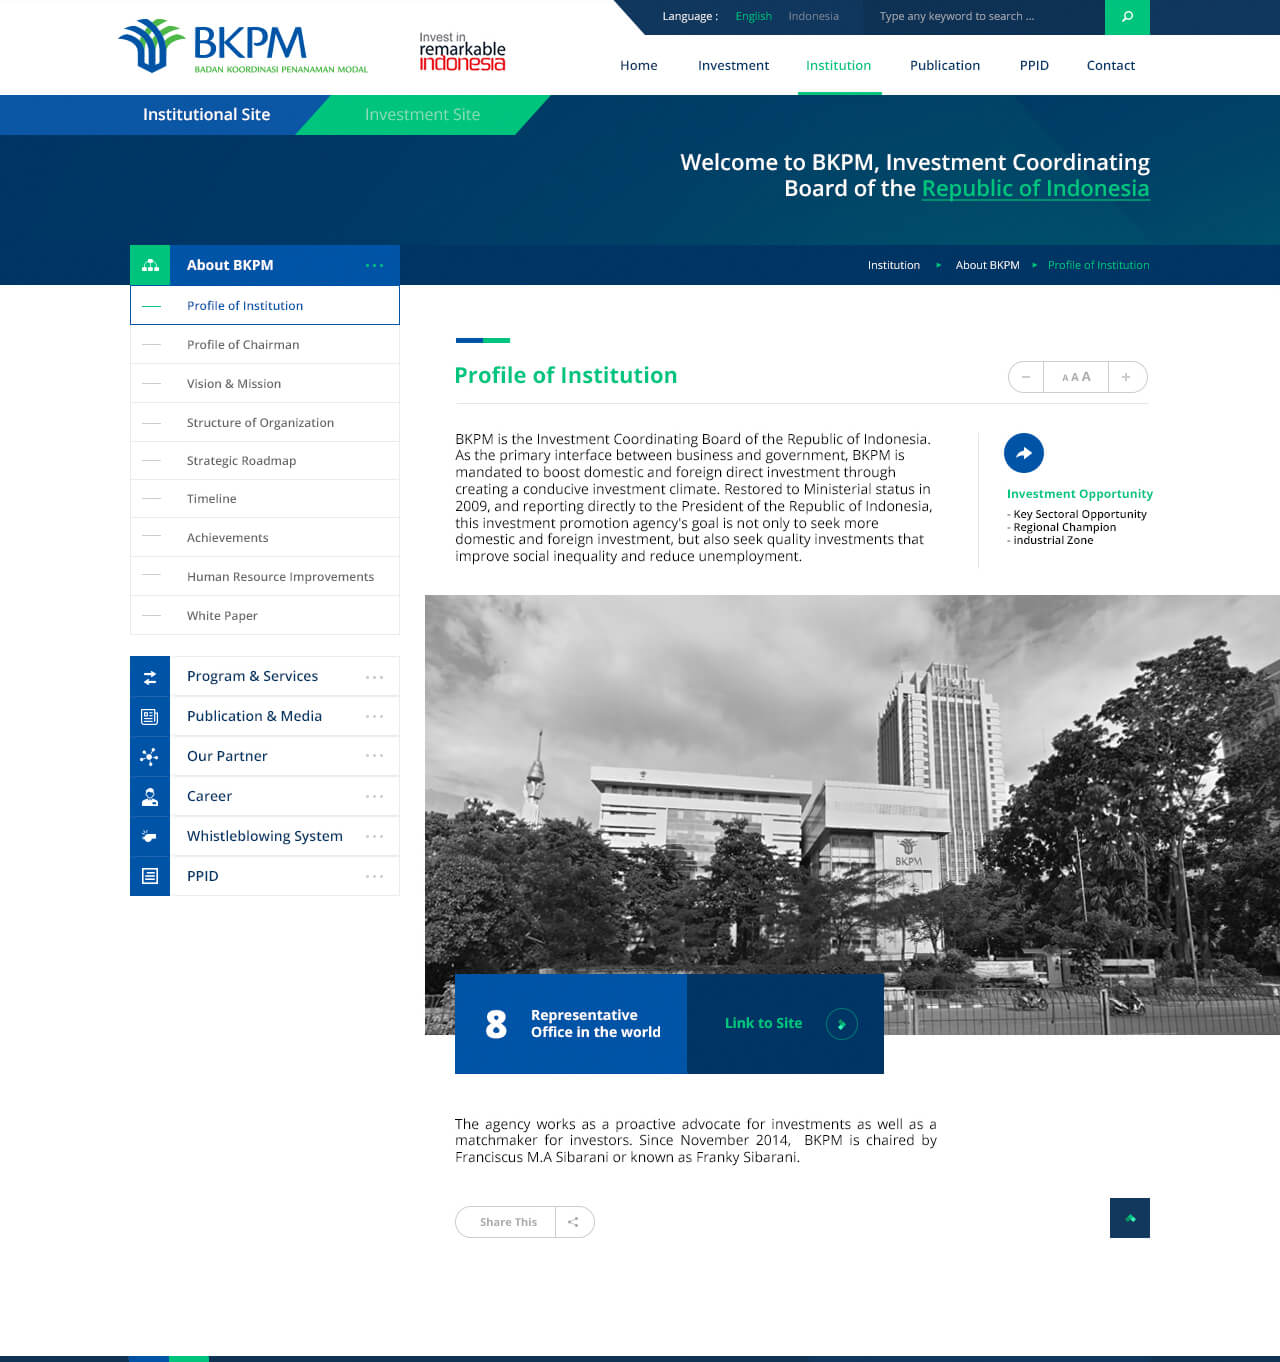 Language :
English
Indonesia
Type any keyword to search ...
BKPM
BADAN KOORDINASI PENANAMAN MODAL
Invest in
remarkable
indonesia
Home
Investment
Institution
Publication
PPID
Contact
Institutional Site
Investment Site
Welcome to BKPM, Investment Coordinating
Board of the Republic of Indonesia
About BKPM
Institution
About BKPM
Profile of Institution
Profile of Institution
Profile of Chairman
Vision & Mission
Structure of Organization
Strategic Roadmap
Timeline
Achievements
Human Resource Improvements
White Paper
Program & Services
Publication & Media
Our Partner
Career
Whistleblowing System
PPID
Profile of Institution
− A A A +
BKPM is the Investment Coordinating Board of the Republic of Indonesia.
As the primary interface between business and government, BKPM is
mandated to boost domestic and foreign direct investment through
creating a conducive investment climate. Restored to Ministerial status in
2009, and reporting directly to the President of the Republic of Indonesia,
this investment promotion agency's goal is not only to seek more
domestic and foreign investment, but also seek quality investments that
improve social inequality and reduce unemployment.
Investment Opportunity
- Key Sectoral Opportunity
- Regional Champion
- industrial Zone
BKPM
8
Representative
Office in the world
Link to Site
The agency works as a proactive advocate for investments as well as a
matchmaker for investors. Since November 2014, BKPM is chaired by
Franciscus M.A Sibarani or known as Franky Sibarani.
Share This